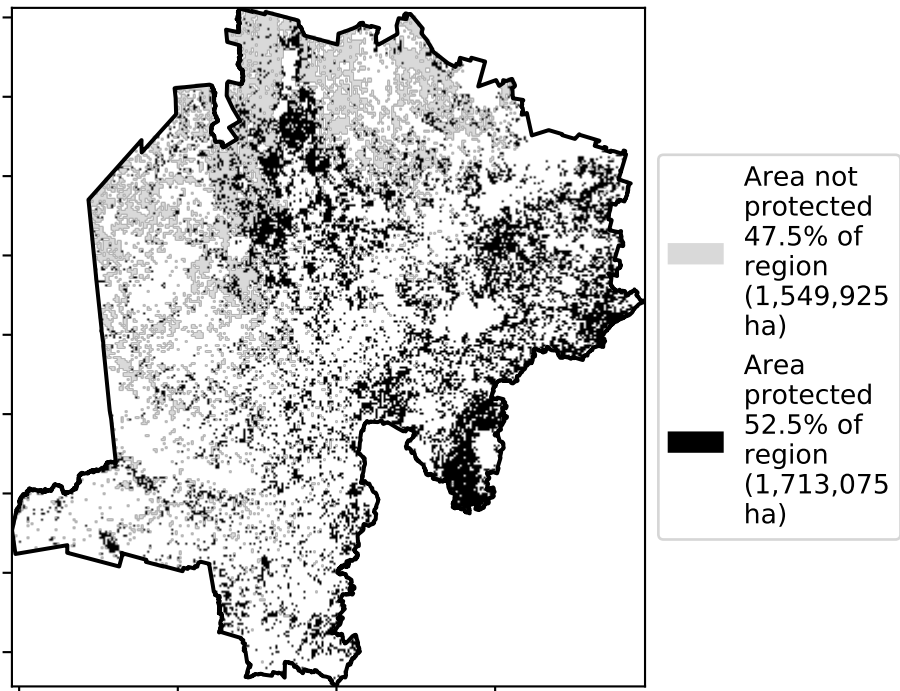 Area not
protected
47.5% of
region
(1,549,925
ha)
Area
protected
52.5% of
region
(1,713,075
ha)